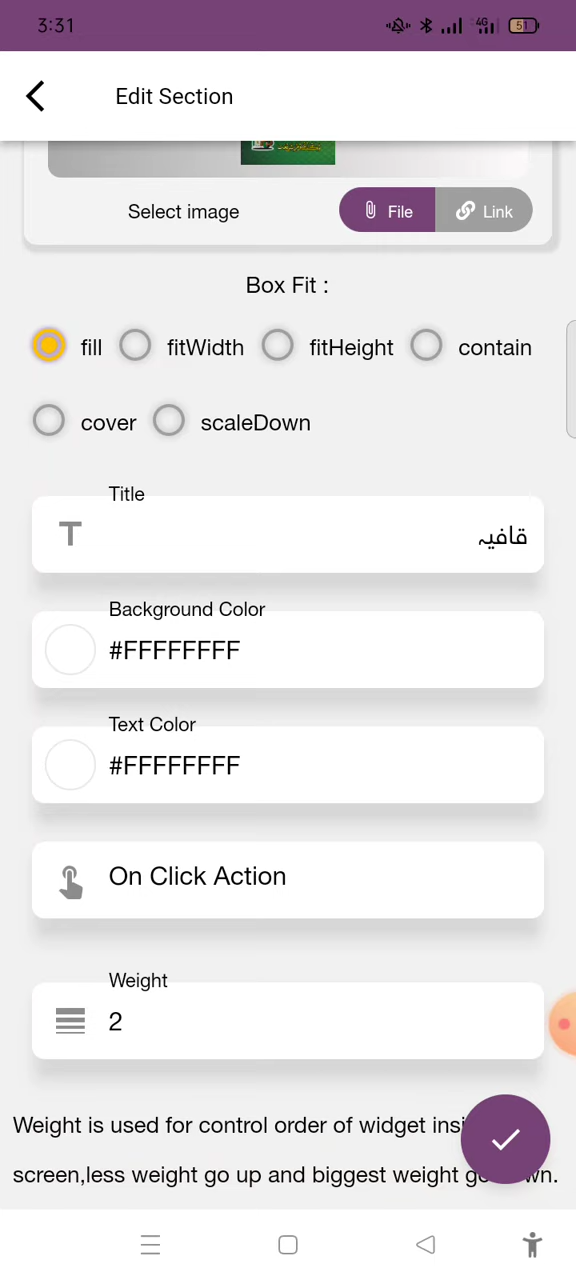 3:31
4G
51
Edit Section
Select image
File
Link
Box Fit :
fill
fitWidth
fitHeight
contain
cover
scaleDown
Title
قافیہ
Background Color
#FFFFFFFF
Text Color
#FFFFFFFF
On Click Action
Weight
2
Weight is used for control order of widget
screen,less weight go up and biggest weight